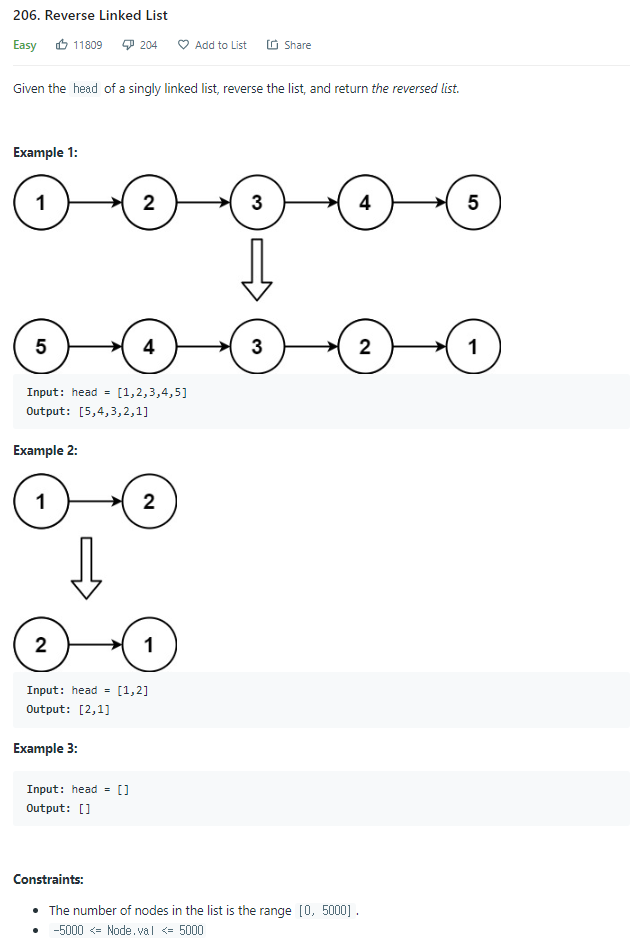 206. Reverse Linked List
Easy 11809 204 Add to List Share
Given the head of a singly linked list, reverse the list, and return the reversed list.
Example 1:
1 2 3 4 5
5 4 3 2 1
Input: head = [1,2,3,4,5]
Output: [5,4,3,2,1]
Example 2:
1 2
2 1
Input: head = [1,2]
Output: [2,1]
Example 3:
Input: head = []
Output: []
Constraints:
• The number of nodes in the list is the range [0, 5000] .
• -5000 <= Node.val <= 5000